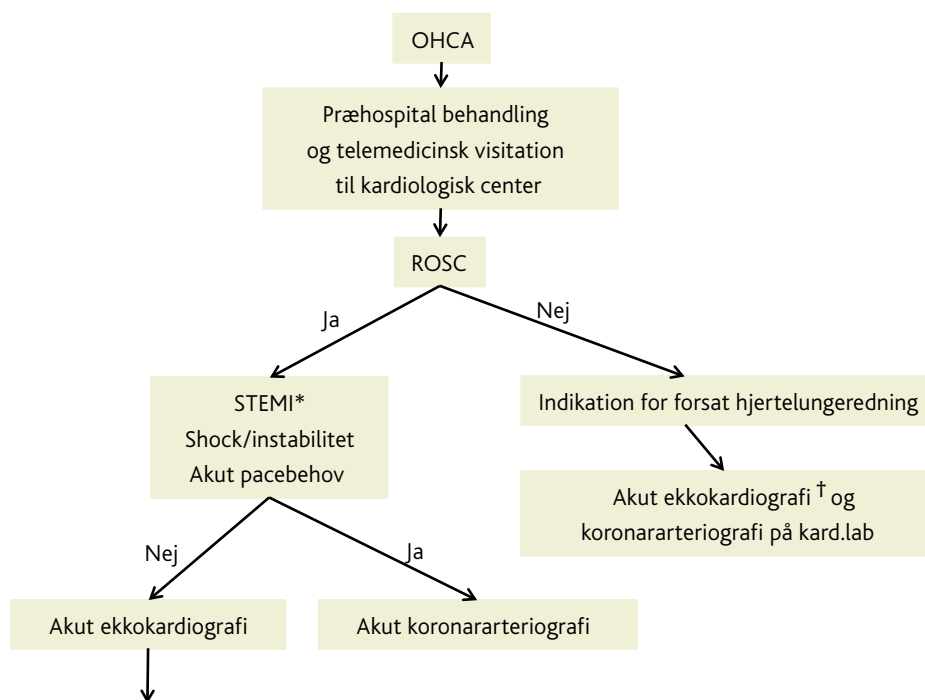 OHCA
Præhospital behandling
og telemedicinsk visitation
til kardiologisk center
ROSC
Ja
Nej
STEMI*
Shock/instabilitet
Akut pacebehov
Indikation for forsat hjertelungeredning
Akut ekkokardiografi † og
koronararteriografi på kard.lab
Nej
Ja
Akut ekkokardiografi
Akut koronararteriografi